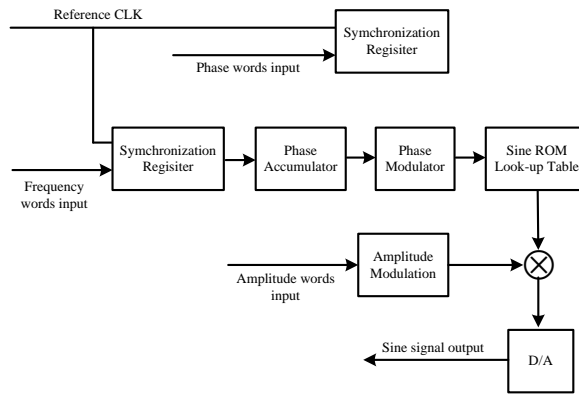 Reference CLK
Symchronization
Regisiter
Phase words input
Symchronization
Regisiter
Phase
Accumulator
Phase
Modulator
Sine ROM
Look-up Table
Frequency
words input
Amplitude
Modulation
Amplitude words
input
Sine signal output
D/A